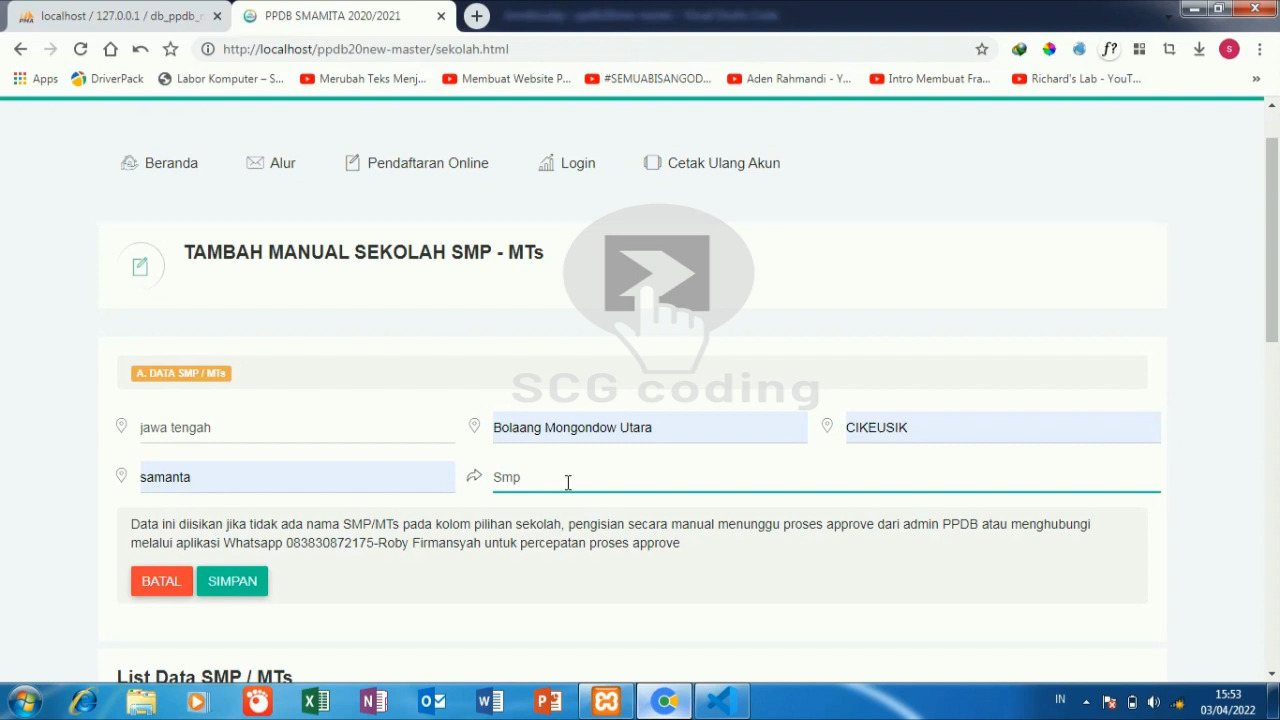 localhost / 127.0.0.1 / db_ppdb_
PPDB SMAMITA 2020/2021
http://localhost/ppdb20new-master/sekolah.html
f?
s
Apps
DriverPack
Labor Komputer – S...
Merubah Teks Menj...
Membuat Website P...
#SEMUABISANGOD...
Aden Rahmandi - Y...
Intro Membuat Fra...
Richard's Lab - YouT...
»
Beranda
Alur
Pendaftaran Online
Login
Cetak Ulang Akun
TAMBAH MANUAL SEKOLAH SMP - MTs
SCG coding
A. DATA SMP / MTs
jawa tengah
Bolaang Mongondow Utara
CIKEUSIK
samanta
Smp
Data ini diisikan jika tidak ada nama SMP/MTs pada kolom pilihan sekolah, pengisian secara manual menunggu proses approve dari admin PPDB atau menghubungi
melalui aplikasi Whatsapp 083830872175-Roby Firmansyah untuk percepatan proses approve
BATAL
SIMPAN
List Data SMP / MTs
IN
15:53
03/04/2022